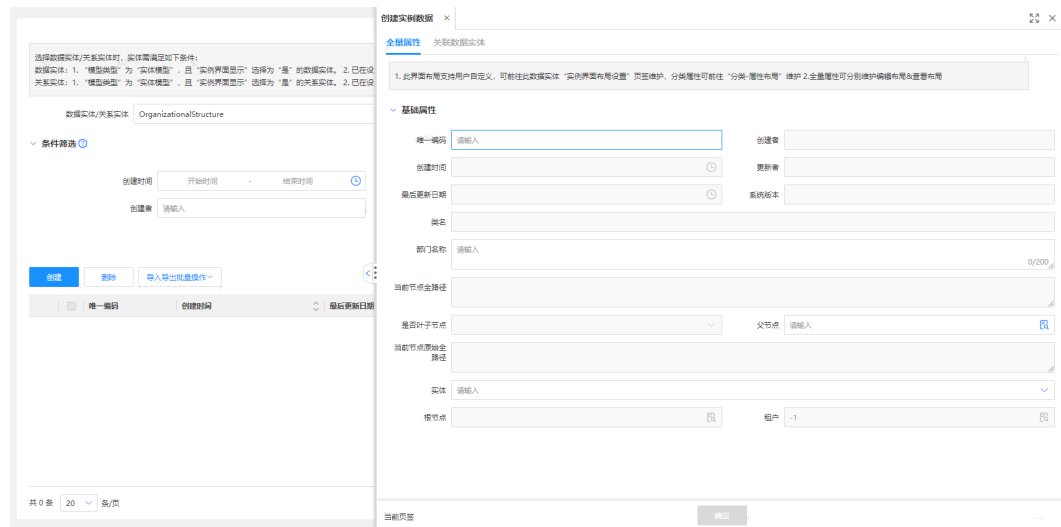 选择数据实体/关系实体时，实体需满足如下条件：
数据实体：1. “模型类型”为“实体模型”，且“实例界面显示”选择为“是”的数据实体。2. 已在设
关系实体：1. “模型类型”为“关系模型”，且“实例界面显示”选择为“是”的关系实体。2. 已在设
数据实体/关系实体 OrganizationalStructure
条件筛选
创建时间 开始时间 - 结束时间
创建者 请输入
创建 删除 导入导出批量操作
唯一编码 创建时间 最后更新日期
共 0 条 20 条/页
创建实例数据 ×
全量属性 关联数据实体
1. 此界面布局支持用户自定义，可前往此数据实体“实例界面布局设置”页签维护，分类属性可前往“分类-属性布局”维护 2.全量属性可分别维护编辑布局&查看布局
基础属性
唯一编码 请输入 创建者
创建时间 更新者
最后更新日期 系统版本
类名
部门名称 请输入
0/200
当前节点全路径
是否叶子节点 父节点 请输入
当前节点原始全
路径
实体 请输入
根节点 租户 -1
当前页签 确定